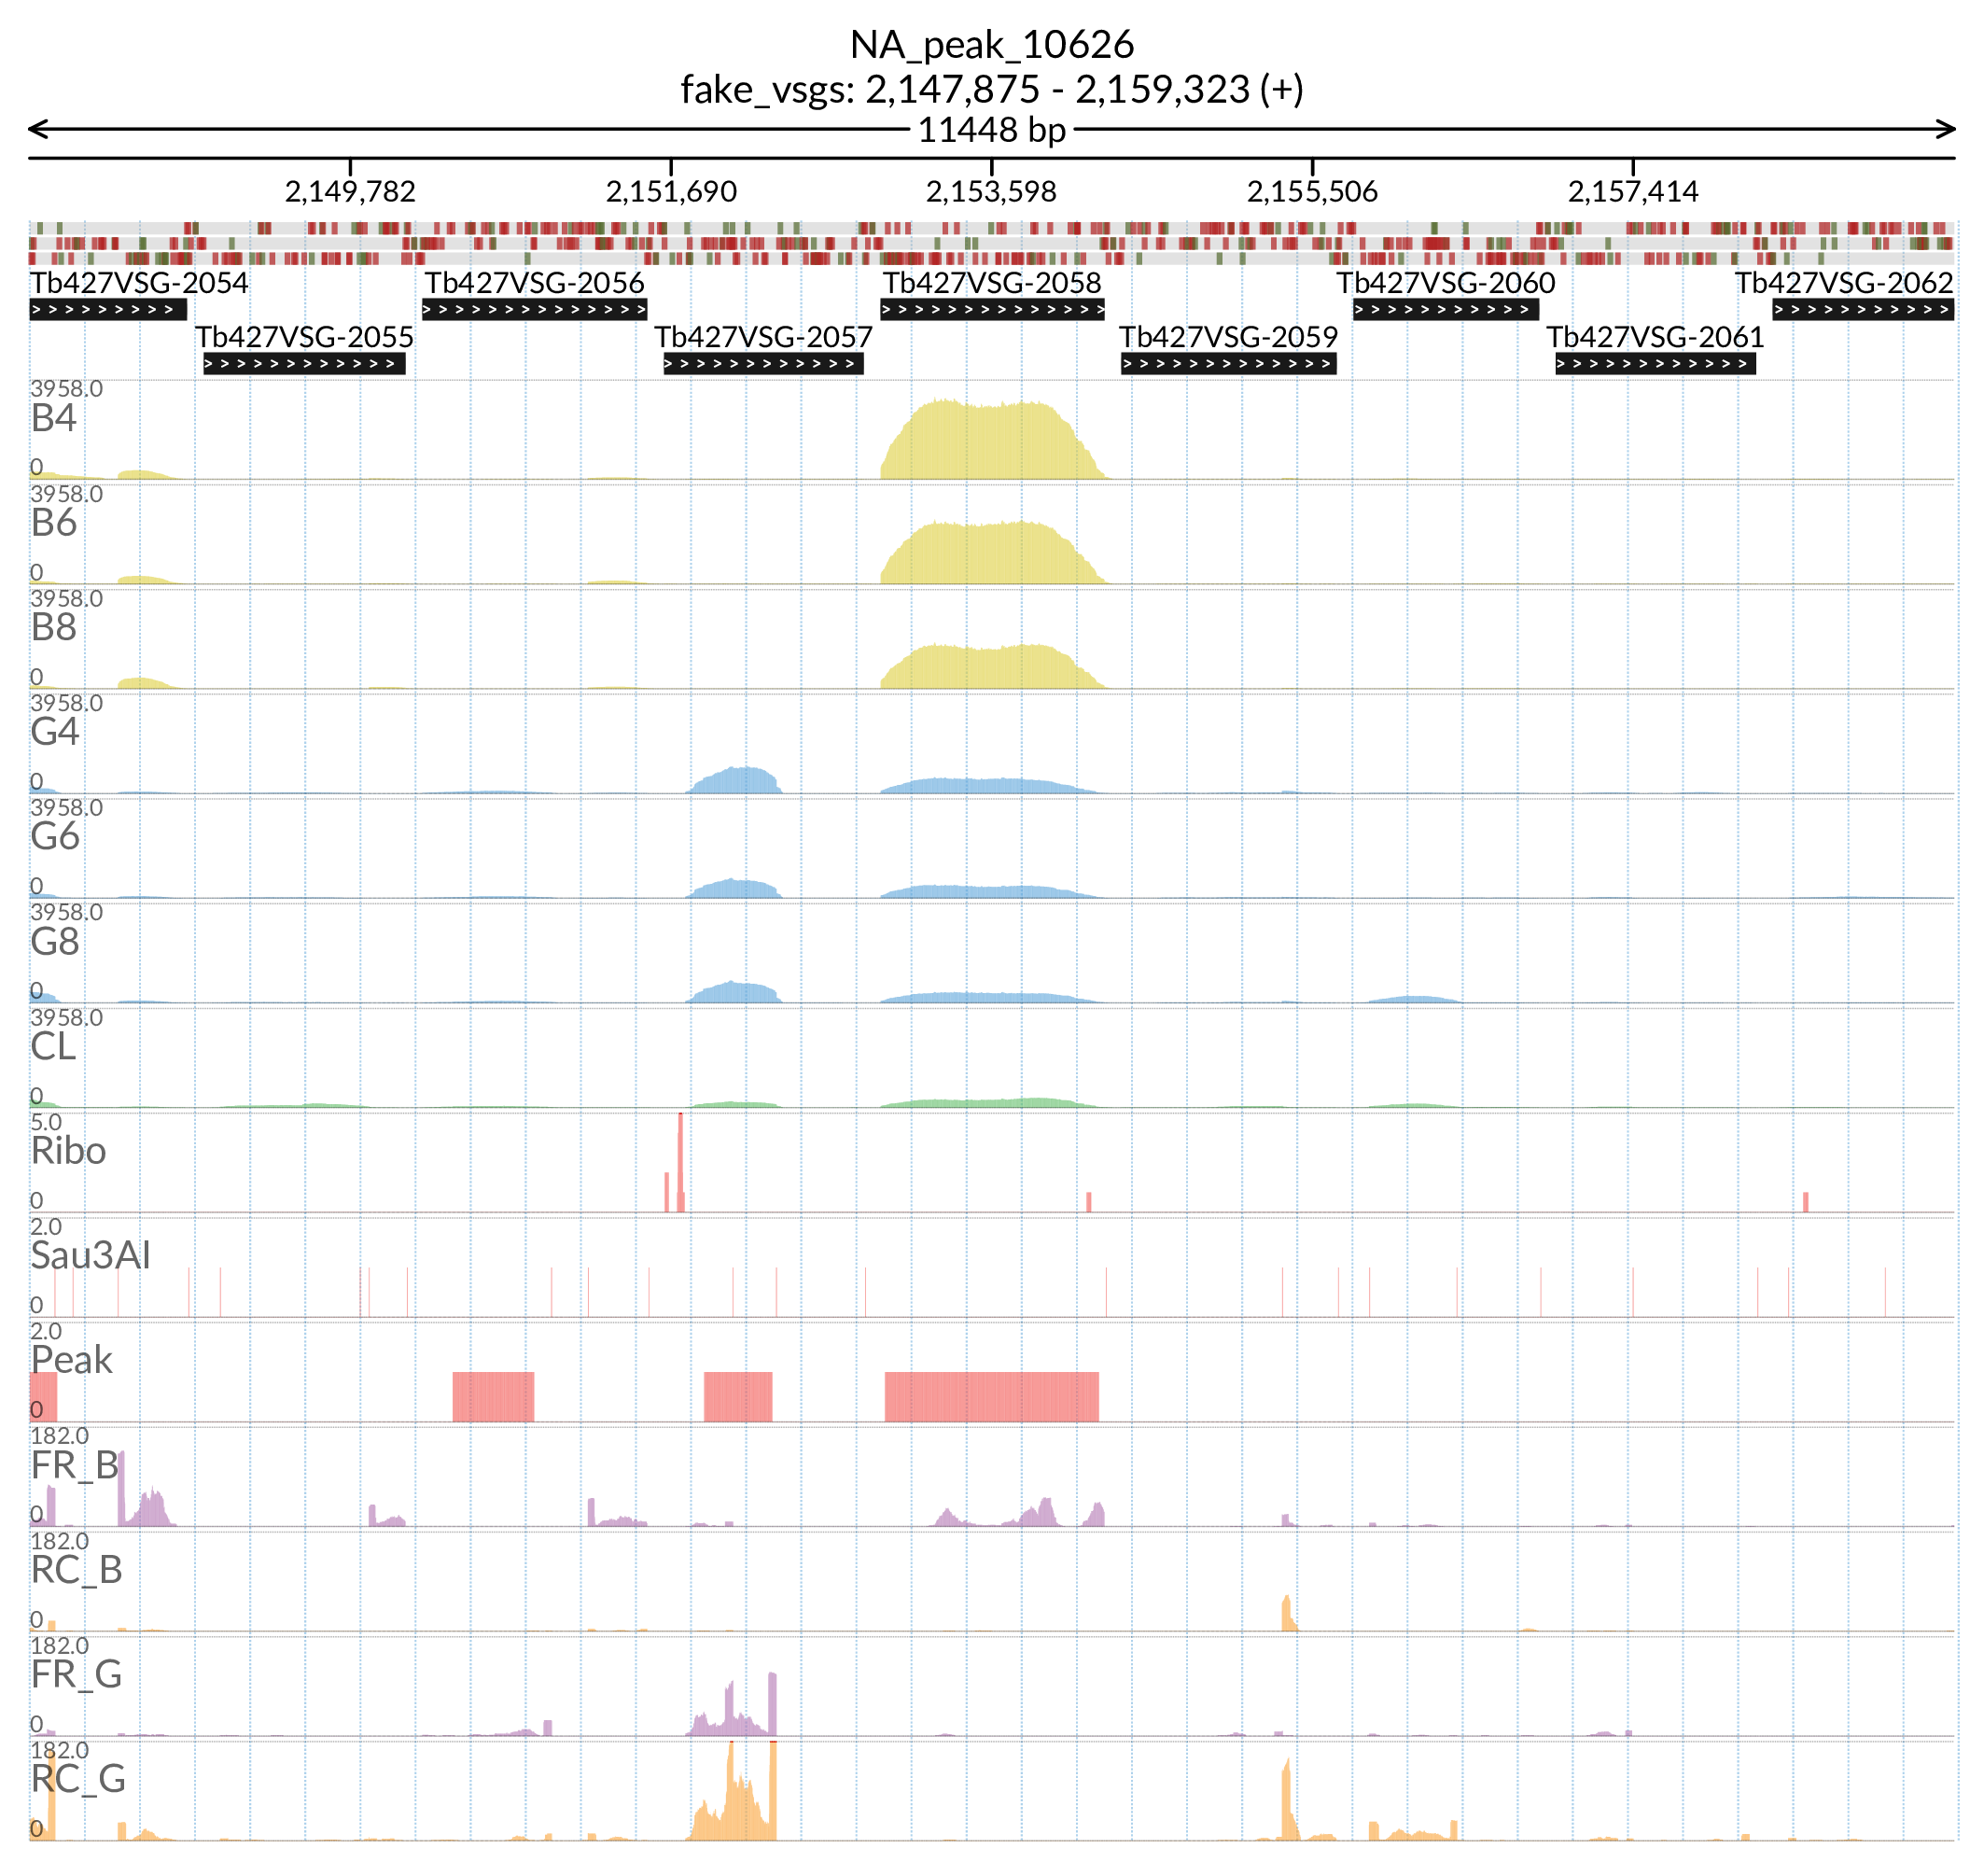 NA_peak_10626
fake_vsgs: 2,147,875 - 2,159,323 (+)
11448 bp
2,149,782 2,151,690 2,153,598 2,155,506 2,157,414
Tb427VSG-2054 Tb427VSG-2056 Tb427VSG-2058 Tb427VSG-2060 Tb427VSG-2062
Tb427VSG-2055 Tb427VSG-2057 Tb427VSG-2059 Tb427VSG-2061
3958.0
B4
0
3958.0
B6
0
3958.0
B8
0
3958.0
G4
0
3958.0
G6
0
3958.0
G8
0
3958.0
CL
0
5.0
Ribo
0
2.0
Sau3AI
0
2.0
Peak
0
182.0
FR_B
0
182.0
RC_B
0
182.0
FR_G
0
182.0
RC_G
0